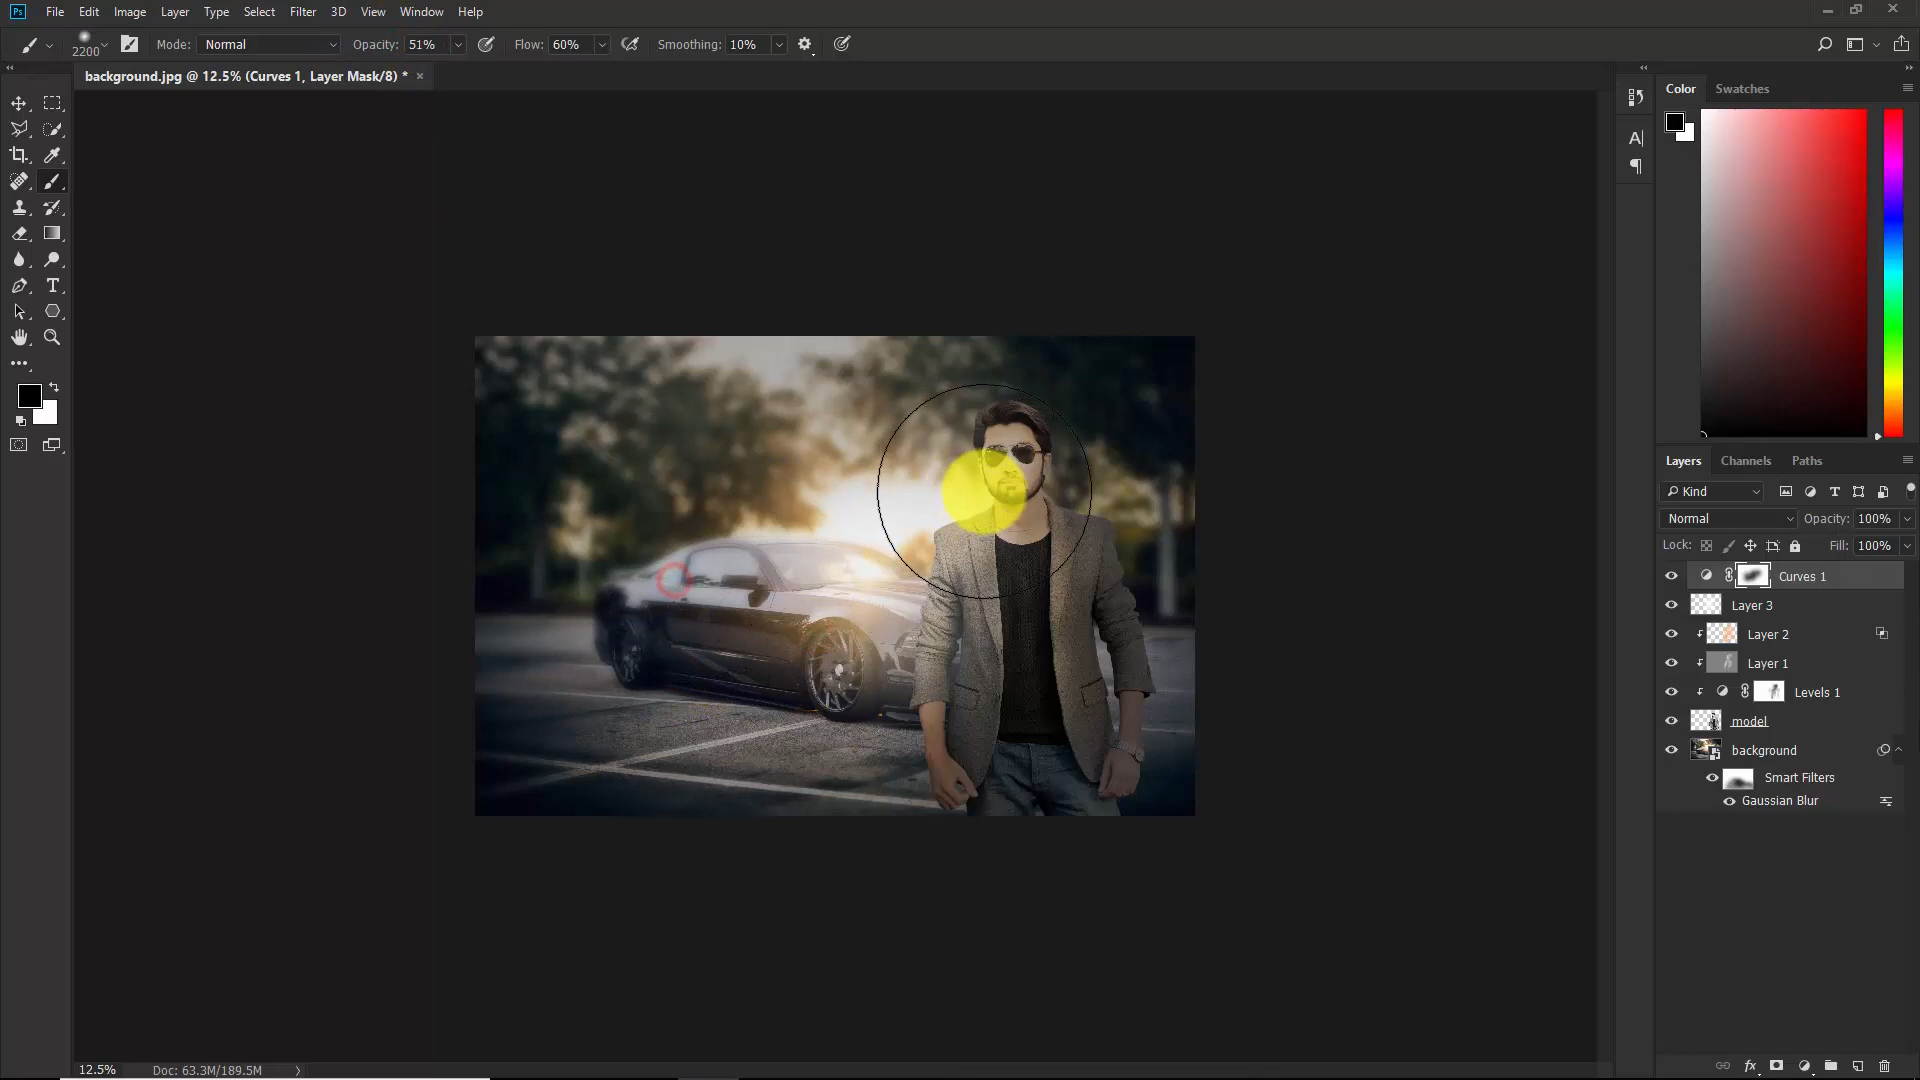 Ps File Edit Image Layer Type Select Filter 3D View Window Help
2200 Mode: Normal Opacity: 51% Flow: 60% Smoothing: 10%
background.jpg @ 12.5% (Curves 1, Layer Mask/8) *
Color Swatches
Layers Channels Paths
Kind
Normal Opacity: 100%
Lock: Fill: 100%
Curves 1
Layer 3
Layer 2
Layer 1
Levels 1
model
background
Smart Filters
Gaussian Blur
12.5% Doc: 63.3M/189.5M